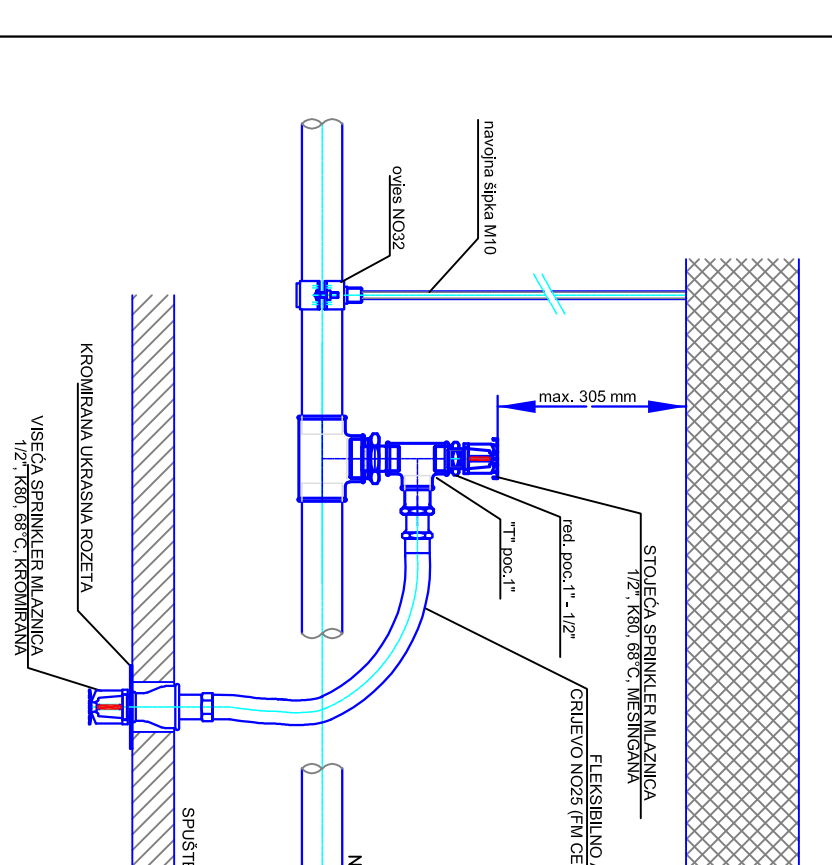 navojna šipka M10
ovjes NO32
max. 305 mm
STOJEĆA SPRINKLER MLAZNICA
1/2", K80, 68°C, MESINGANA
red. poc.1" - 1/2"
"T" poc.1"
FLEKSIBILNO
CRIJEVO NO25 (FM CE
KROMIRANA UKRASNA ROZETA
VISEĆA SPRINKLER MLAZNICA
1/2", K80, 68°C, KROMIRANA
SPUŠTE
N